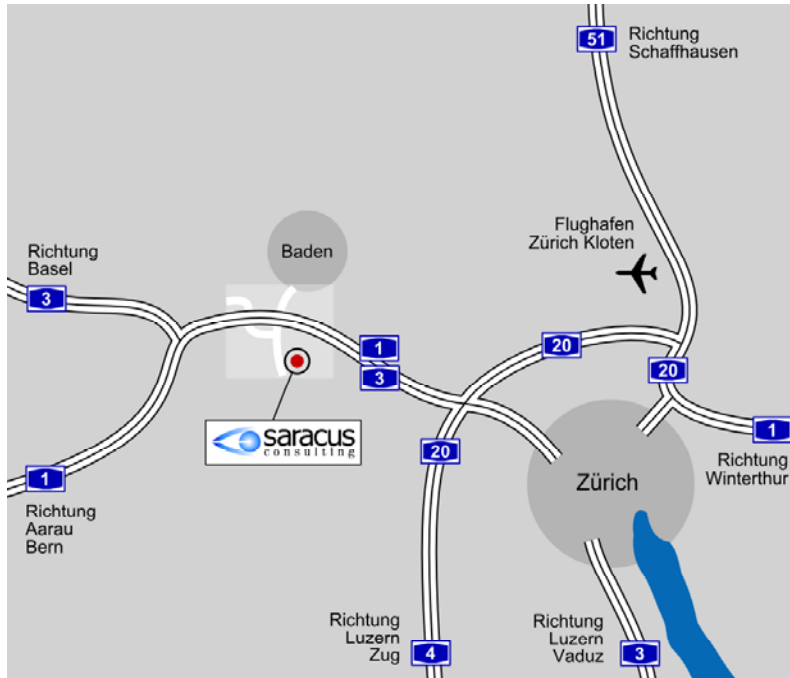 51
Richtung
Schaffhausen
Flughafen
Zürich Kloten
Baden
Richtung
Basel
3
1
3
20
20
saracus
consulting
20
1
Richtung
Winterthur
Zürich
1
Richtung
Aarau
Bern
Richtung
Luzern
Zug
4
Richtung
Luzern
Vaduz
3